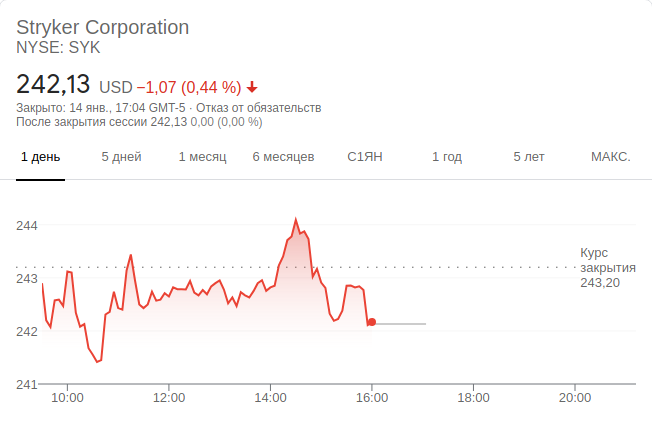 Stryker Corporation
NYSE: SYK
242,13 USD −1,07 (0,44 %)
Закрыто: 14 янв., 17:04 GMT-5 · Отказ от обязательств
После закрытия сессии 242,13 0,00 (0,00 %)
1 день 5 дней 1 месяц 6 месяцев С1ЯН 1 год 5 лет МАКС.
244
Курс
закрытия
243,20
243
242
241
10:00 12:00 14:00 16:00 18:00 20:00